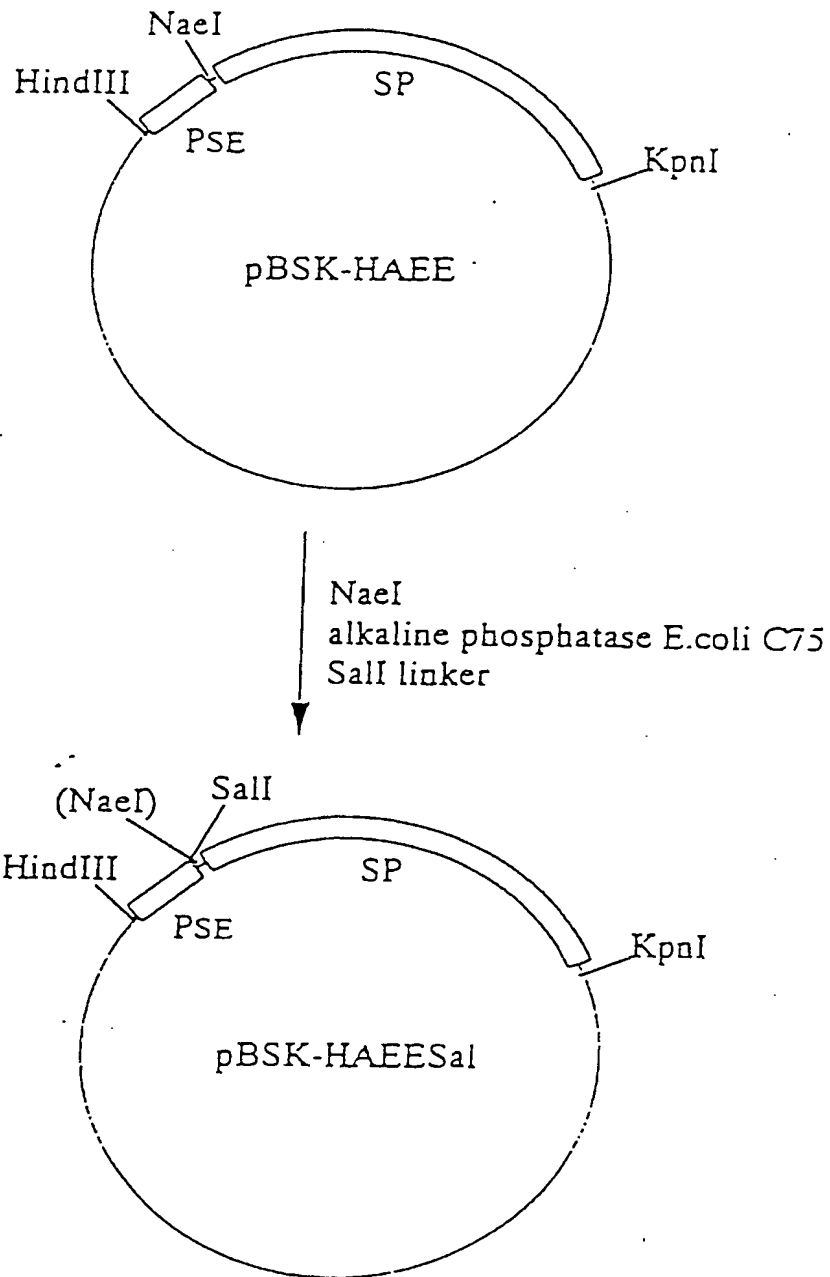 NaeI
HindIII
SP
PSE
KpnI
pBSK-HAEE
NaeI
alkaline phosphatase E.coli C75
SalI linker
SalI
(NaeI)
HindIII
SP
PSE
KpnI
pBSK-HAEESal